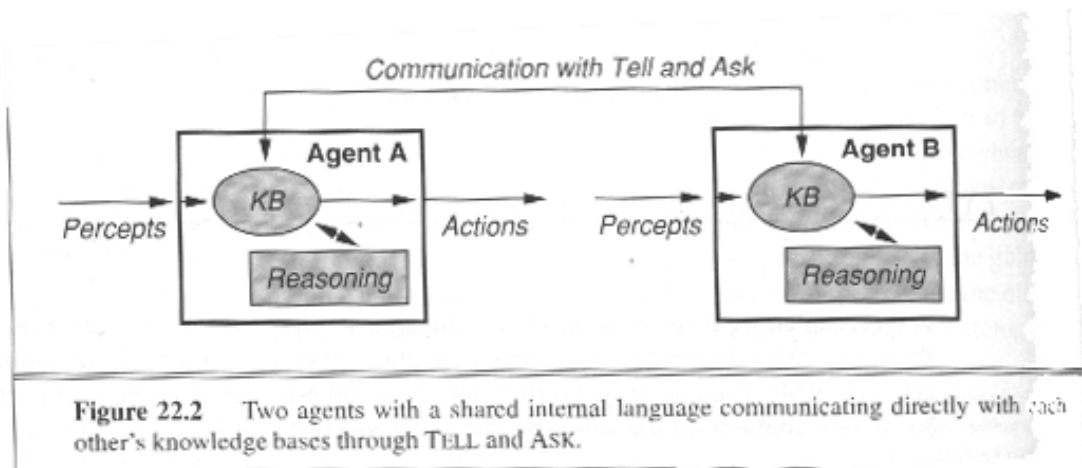 Communication with Tell and Ask
Agent A
Agent B
KB
KB
Percepts
Actions
Percepts
Actions
Reasoning
Reasoning
Figure 22.2 Two agents with a shared internal language communicating directly with each
other's knowledge bases through TELL and ASK.